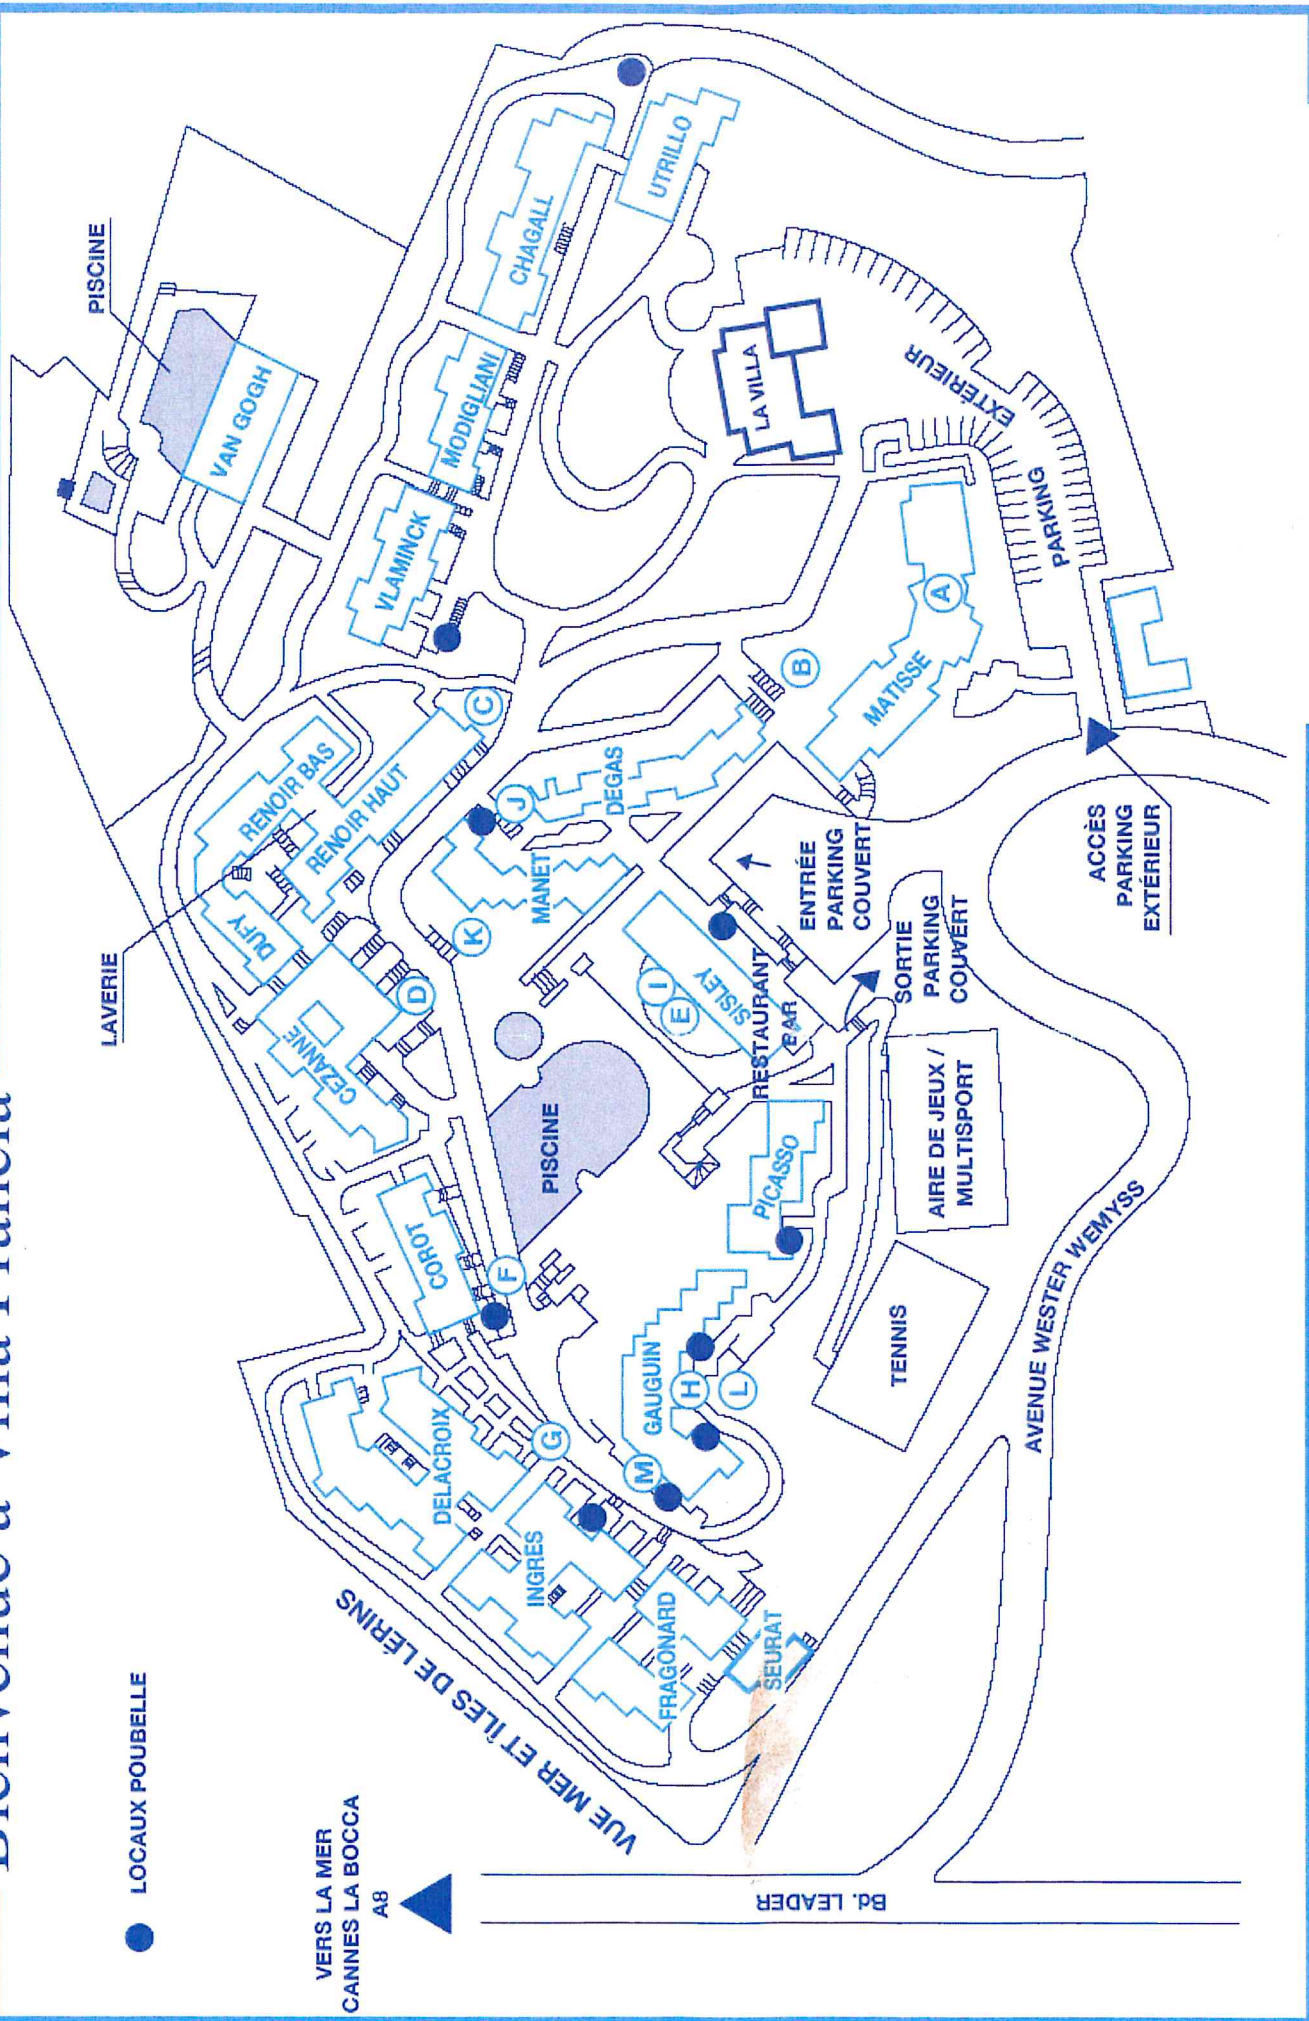 Bienvenue à Villa Francia
LOCAUX POUBELLE
VERS LA MER
CANNES LA BOCCA
A8
VUE MER ET ÎLES DE LÉRINS
Bd. LEADER
LAVERIE
PISCINE
VAN GOGH
RENOIR BAS
RENOIR HAUT
DUFY
CEZANNE
COROT
DELACROIX
INGRES
FRAGONARD
SEURAT
VLAMINCK
MODIGLIANI
CHAGALL
UTRILLO
LA VILLA
C
D
F
G
J
K
MANET
DEGAS
B
PISCINE
I
E
SISLEY
RESTAURANT
BAR
GAUGUIN
M
H
L
PICASSO
MATISSE
A
ENTRÉE
PARKING
COUVERT
SORTIE
PARKING
COUVERT
AIRE DE JEUX /
MULTISPORT
TENNIS
PARKING
EXTÉRIEUR
ACCÈS
PARKING
EXTÉRIEUR
AVENUE WESTER WEMYSS